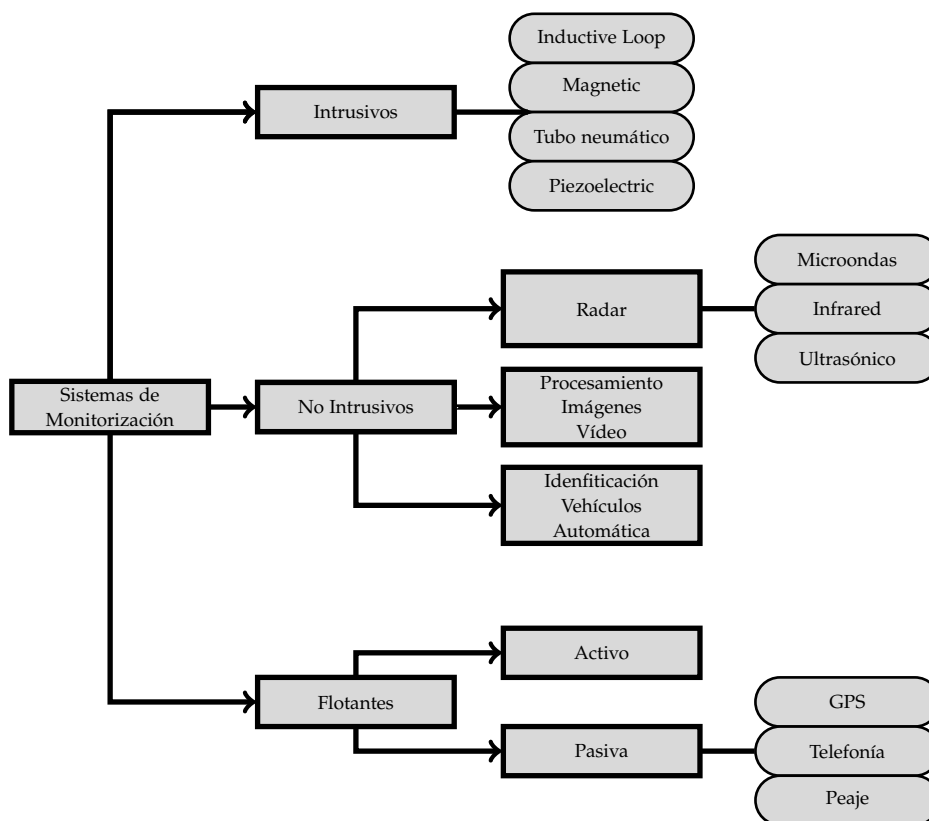 Sistemas de
Monitorización
Intrusivos
Inductive Loop
Magnetic
Tubo neumático
Piezoelectric
No Intrusivos
Radar
Microondas
Infrared
Ultrasónico
Procesamiento
Imágenes
Vídeo
Idenfiticación
Vehículos
Automática
Flotantes
Activo
Pasiva
GPS
Telefonía
Peaje